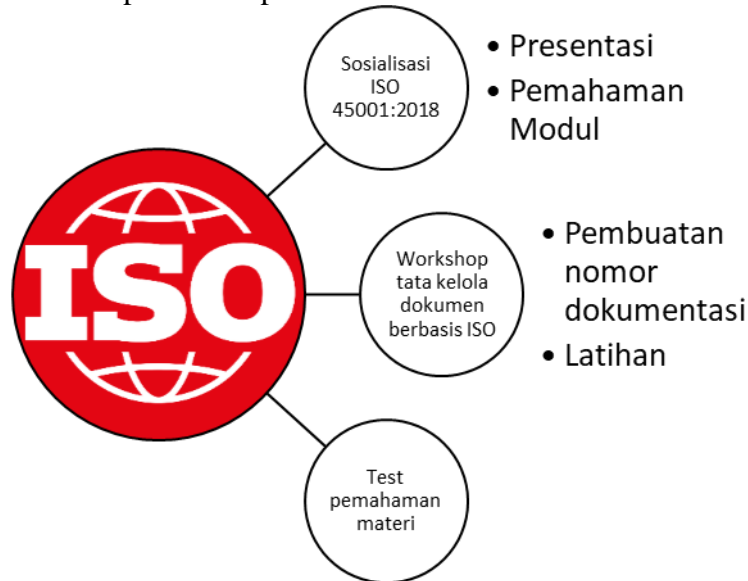 Sosialisasi
ISO
45001:2018
• Presentasi
• Pemahaman
Modul
ISO
Workshop
tata kelola
dokumen
berbasis ISO
• Pembuatan
nomor
dokumentasi
• Latihan
Test
pemahaman
materi